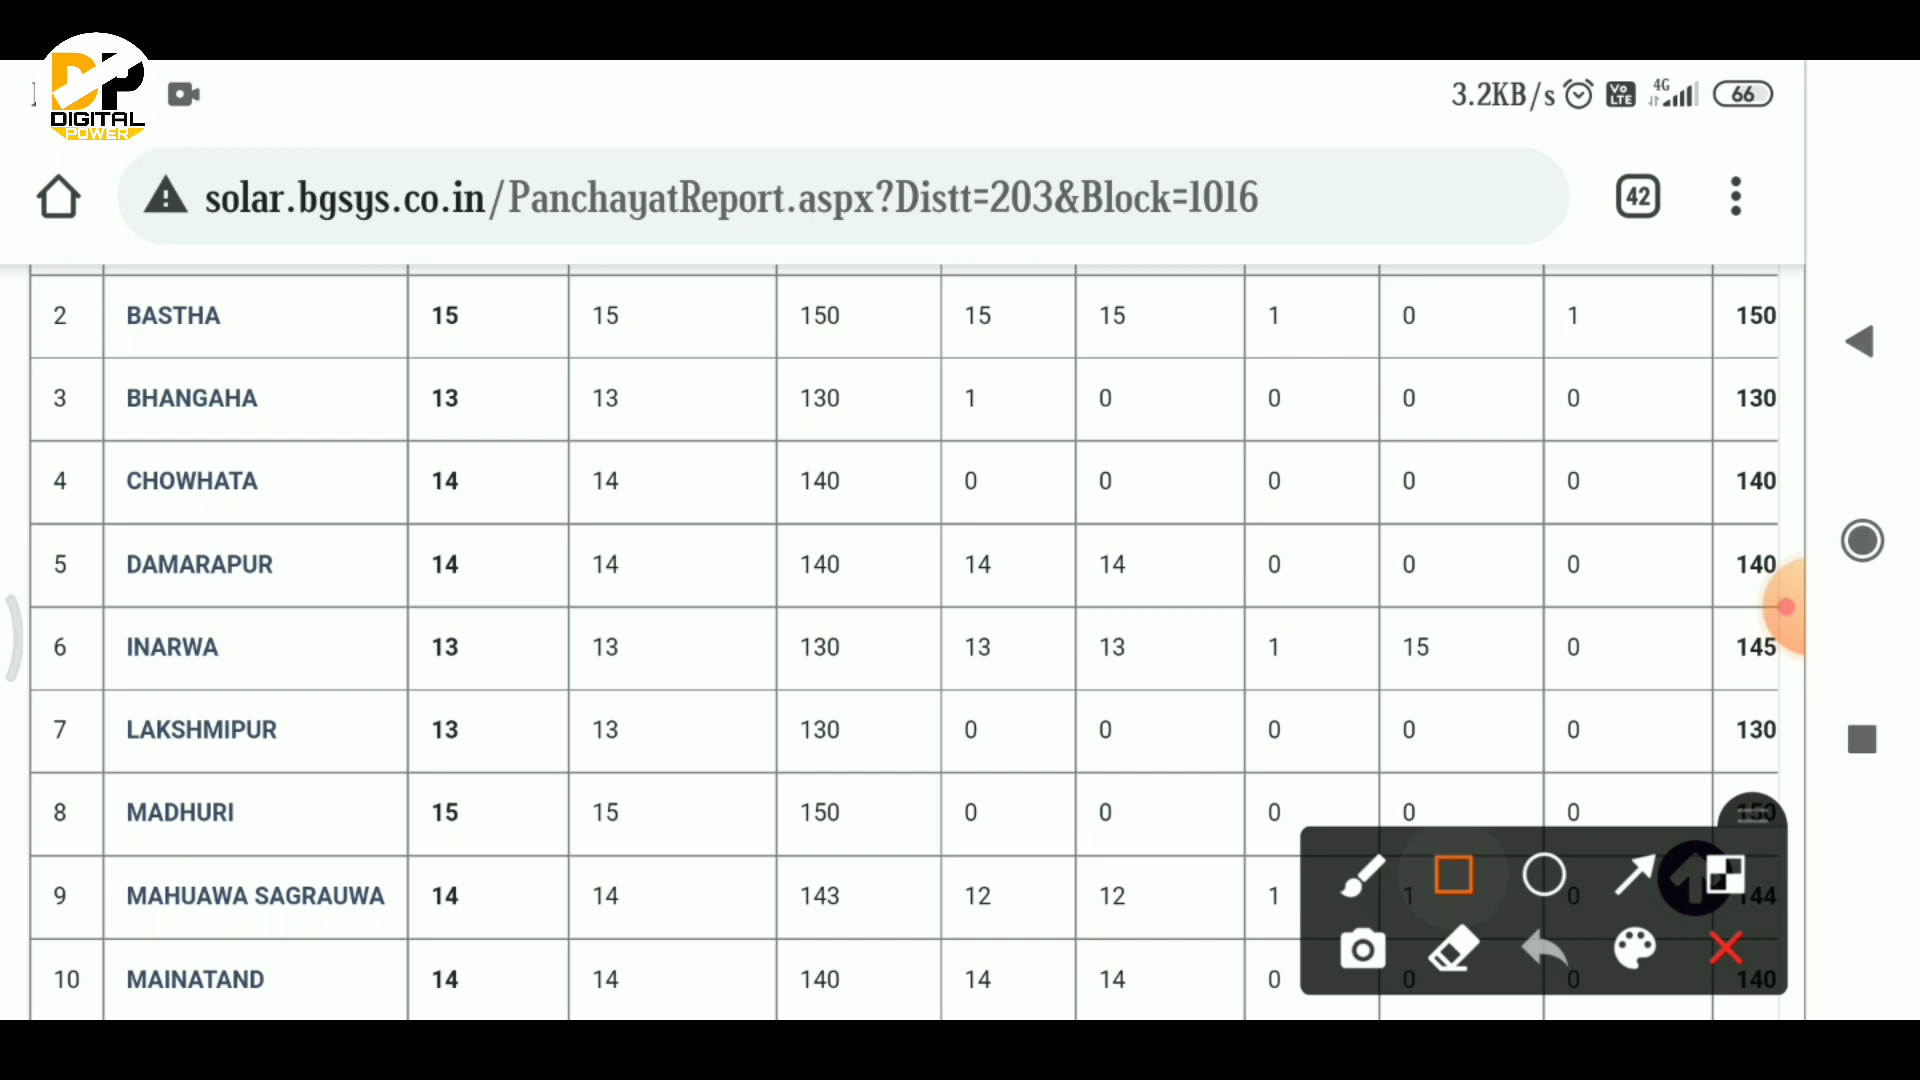 DP
DIGITAL
POWER
3.2KB/s Vo LTE 4G 66
solar.bgsys.co.in/PanchayatReport.aspx?Distt=203&Block=1016 42
2 BASTHA 15 15 150 15 15 1 0 1 150
3 BHANGAHA 13 13 130 1 0 0 0 0 130
4 CHOWHATA 14 14 140 0 0 0 0 0 140
5 DAMARAPUR 14 14 140 14 14 0 0 0 140
6 INARWA 13 13 130 13 13 1 15 0 145
7 LAKSHMIPUR 13 13 130 0 0 0 0 0 130
8 MADHURI 15 15 150 0 0 0 0 0 150
9 MAHUAWA SAGRAUWA 14 14 143 12 12 1 1 0 144
10 MAINATAND 14 14 140 14 14 0 0 0 140